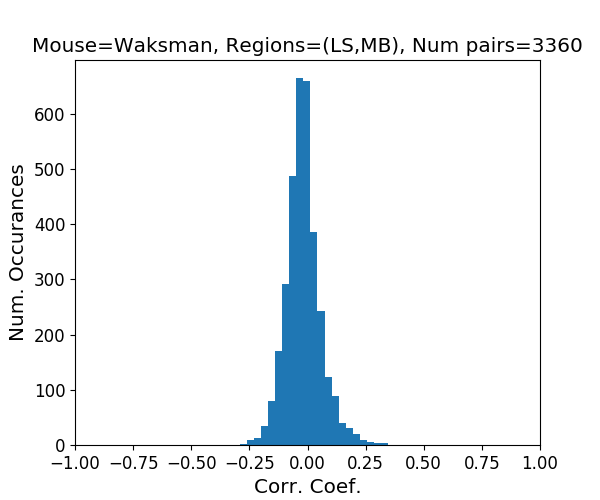 Mouse=Waksman, Regions=(LS,MB), Num pairs=3360
Num. Occurances
600
500
400
300
200
100
0
−1.00 −0.75 −0.50 −0.25 0.00 0.25 0.50 0.75 1.00
Corr. Coef.